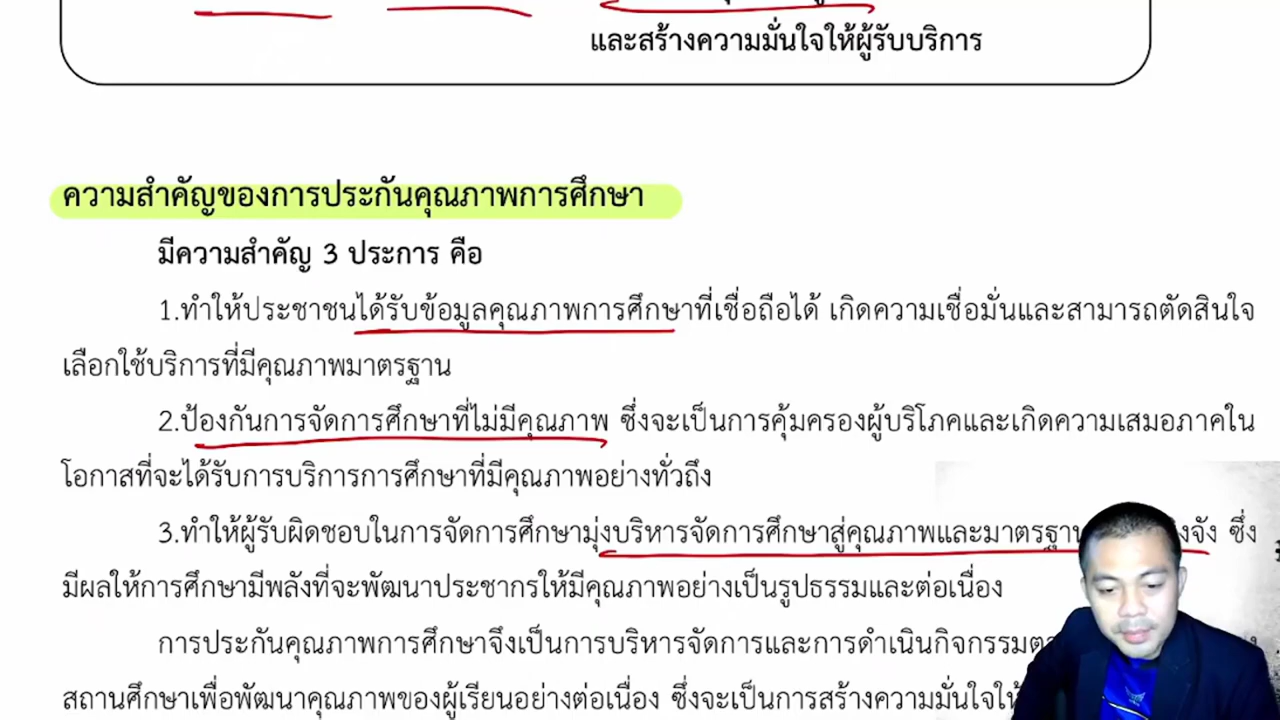 และสร้างความมั่นใจให้ผู้รับบริการ
ความสำคัญของการประกันคุณภาพการศึกษา
มีความสำคัญ 3 ประการ คือ
1.ทำให้ประชาชนได้รับข้อมูลคุณภาพการศึกษาที่เชื่อถือได้ เกิดความเชื่อมั่นและสามารถตัดสินใจ
เลือกใช้บริการที่มีคุณภาพมาตรฐาน
2.ป้องกันการจัดการศึกษาที่ไม่มีคุณภาพ ซึ่งจะเป็นการคุ้มครองผู้บริโภคและเกิดความเสมอภาคใน
โอกาสที่จะได้รับการบริการการศึกษาที่มีคุณภาพอย่างทั่วถึง
3.ทำให้ผู้รับผิดชอบในการจัดการศึกษามุ่งบริหารจัดการศึกษาสู่คุณภาพและมาตรฐาน ซึ่ง
มีผลให้การศึกษามีพลังที่จะพัฒนาประชากรให้มีคุณภาพอย่างเป็นรูปธรรมและต่อเนื่อง
การประกันคุณภาพการศึกษาจึงเป็นการบริหารจัดการและการดำเนินกิจกรรม
สถานศึกษาเพื่อพัฒนาคุณภาพของผู้เรียนอย่างต่อเนื่อง ซึ่งจะเป็นการสร้างความมั่นใจให้